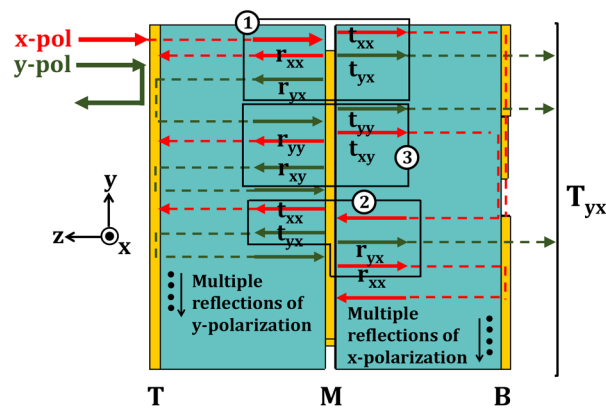 x-pol
y-pol
1
r_xx
r_yx
t_xx
t_yx
r_yy
r_xy
t_yy
t_xy
3
2
t_xx
t_yx
r_yx
r_xx
y
z
x
T_yx
Multiple
reflections of
y-polarization
Multiple
reflections of
x-polarization
T
M
B